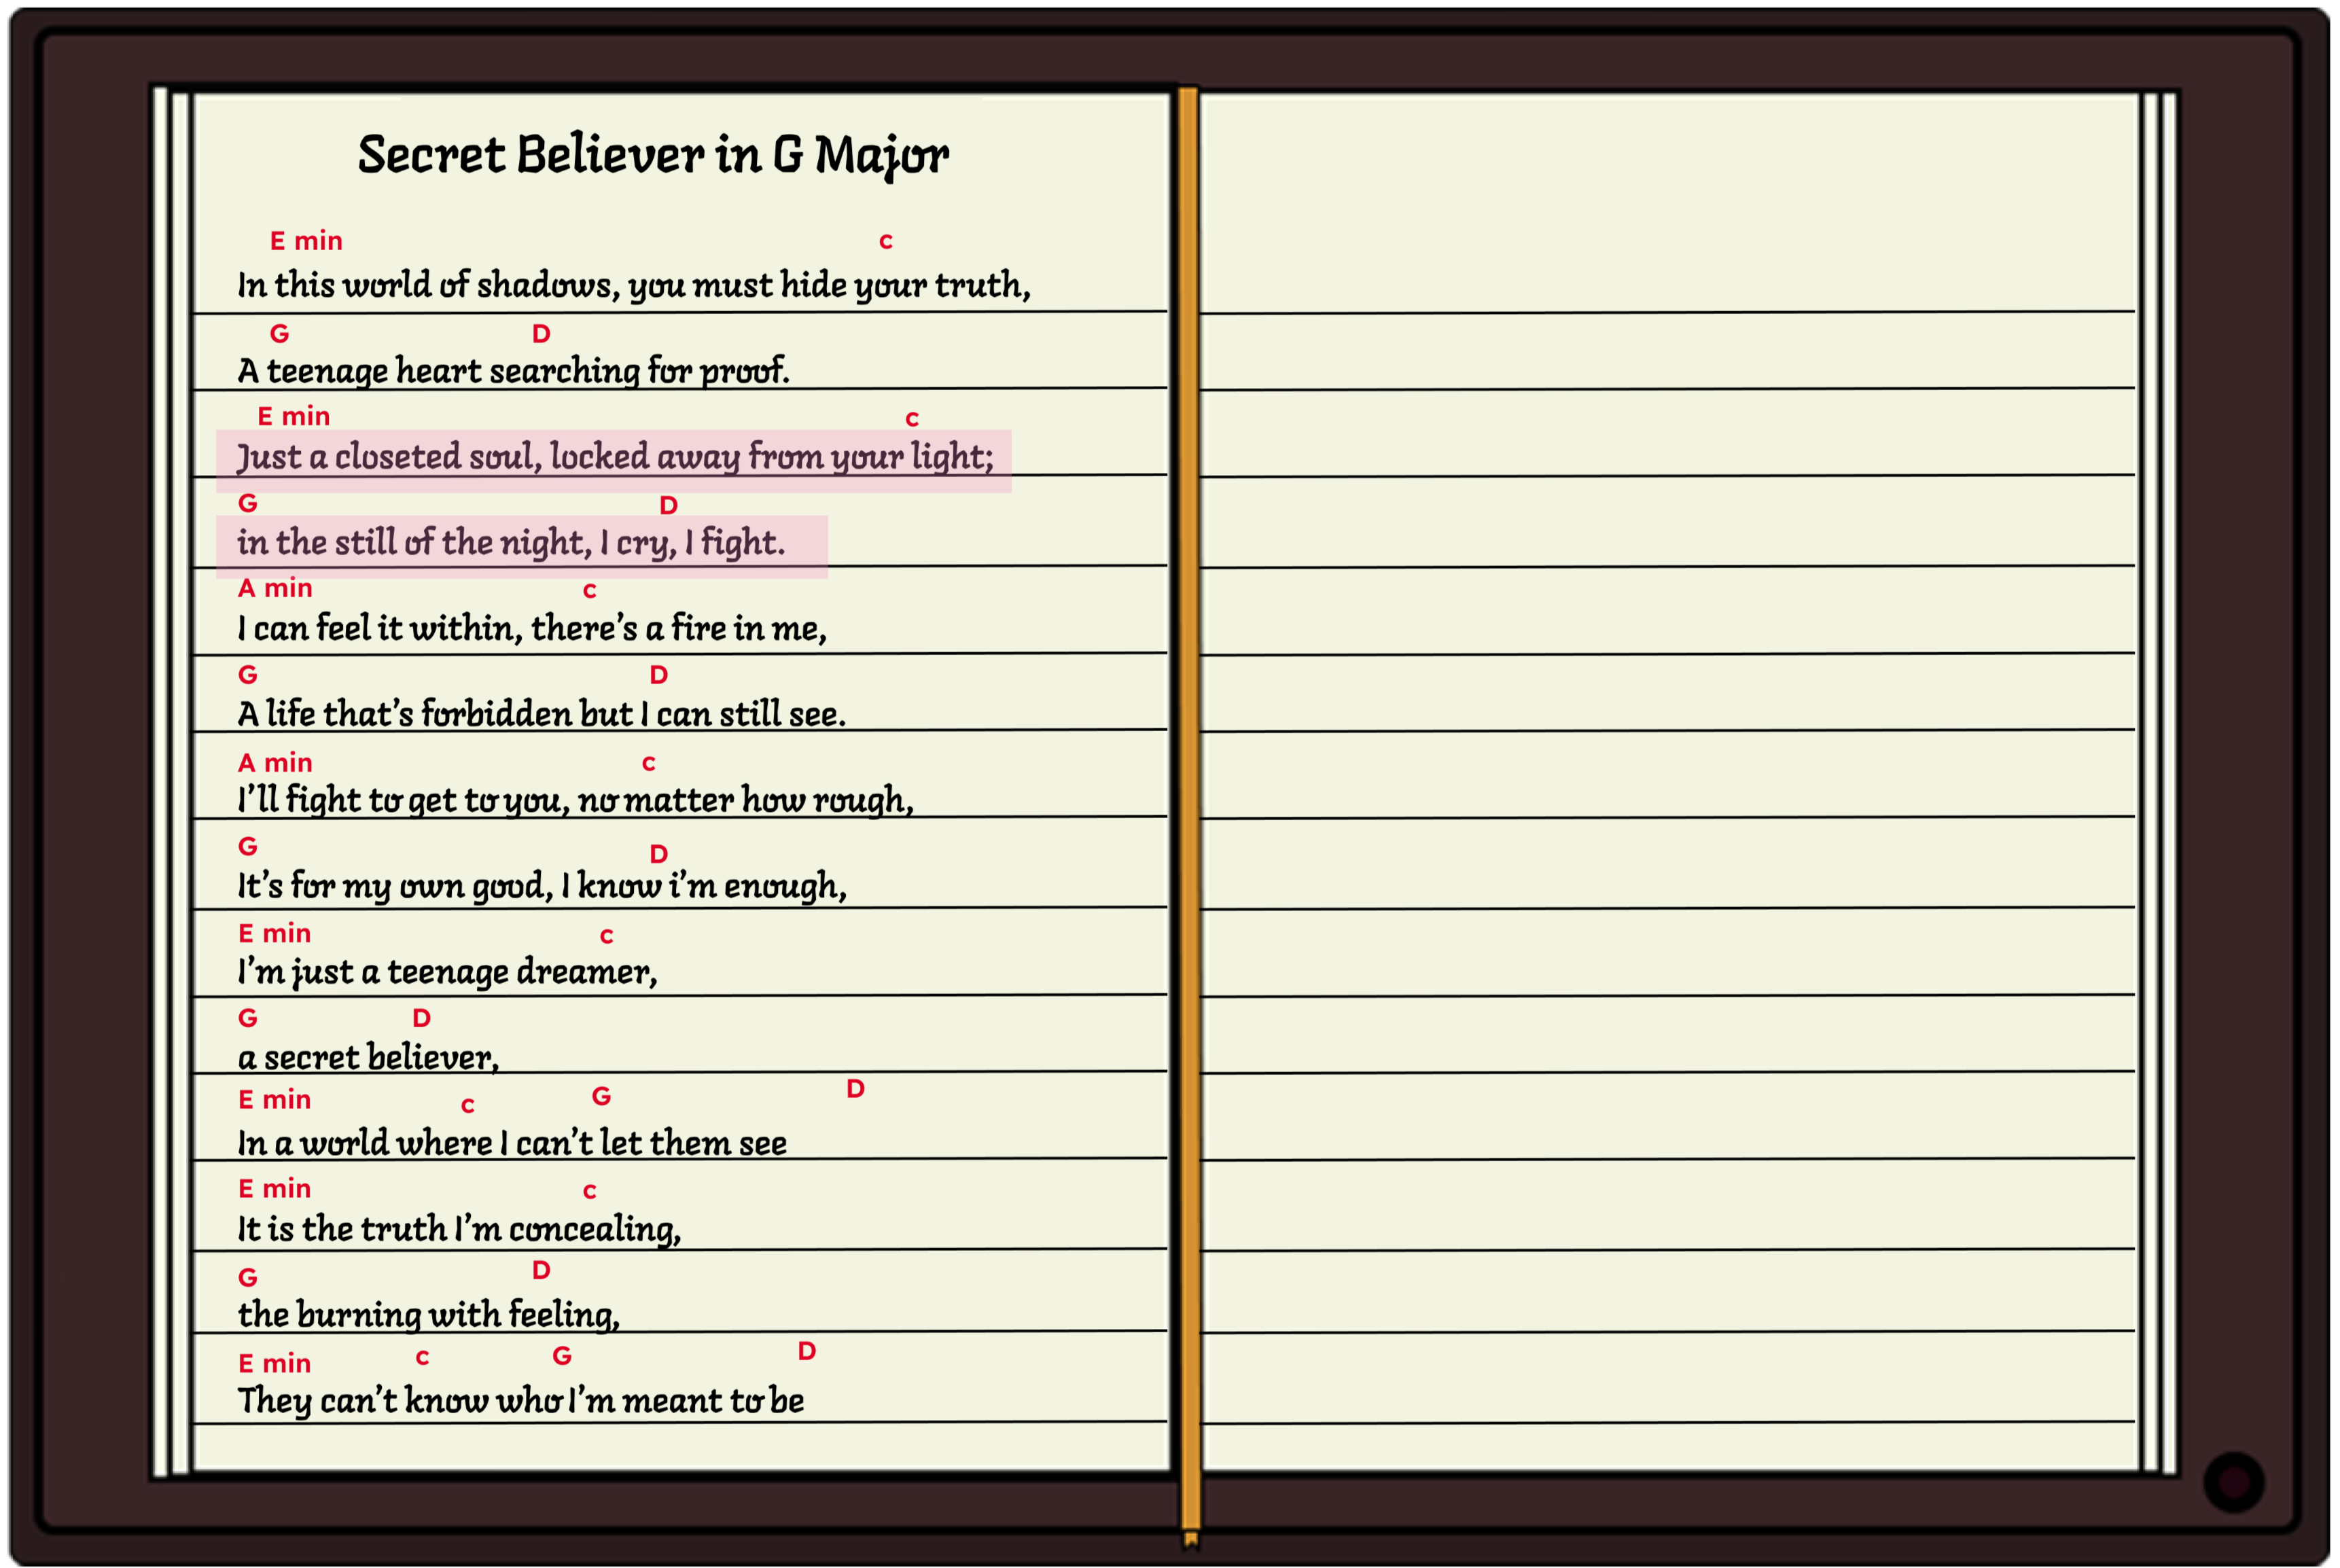 Secret Believer in G Major
E min c
In this world of shadows, you must hide your truth,
G D
A teenage heart searching for proof.
E min c
Just a closeted soul, locked away from your light;
G D
in the still of the night, I cry, I fight.
A min c
I can feel it within, there's a fire in me,
G D
A life that's forbidden but I can still see.
A min c
I'll fight to get to you, no matter how rough,
G D
It's for my own good, I know i'm enough,
E min c
I'm just a teenage dreamer,
G D
a secret believer,
E min c G D
In a world where I can't let them see
E min c
It is the truth I'm concealing,
G D
the burning with feeling,
E min c G D
They can't know who I'm meant to be